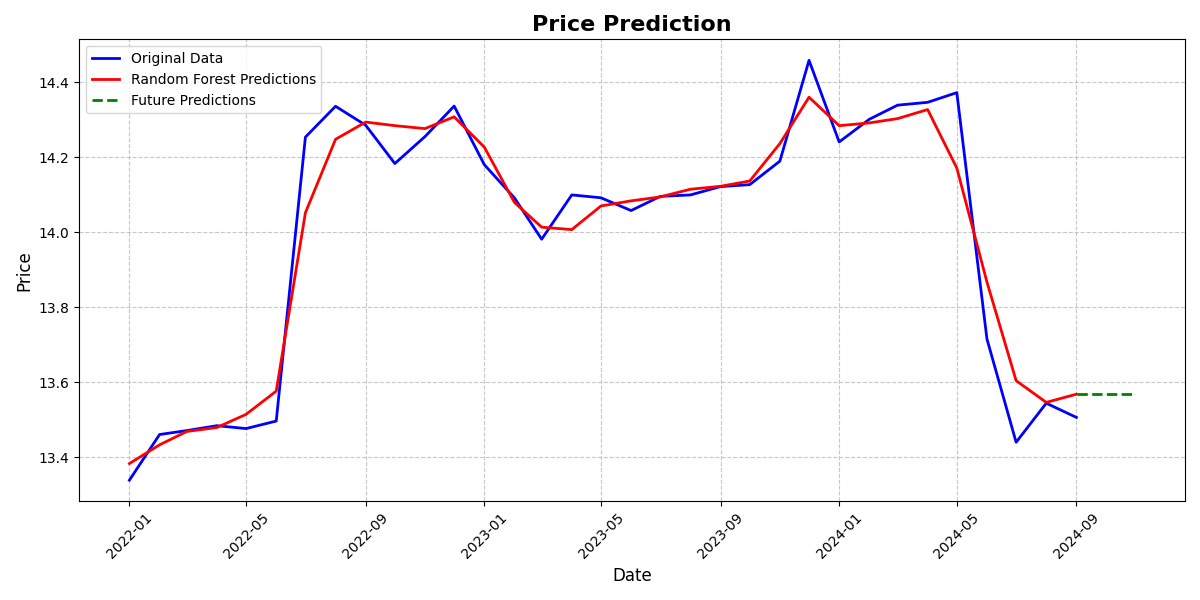 Price Prediction
Original Data
Random Forest Predictions
Future Predictions
Price
14.4
14.2
14.0
13.8
13.6
13.4
2022-01
2022-05
2022-09
2023-01
2023-05
2023-09
2024-01
2024-05
2024-09
Date